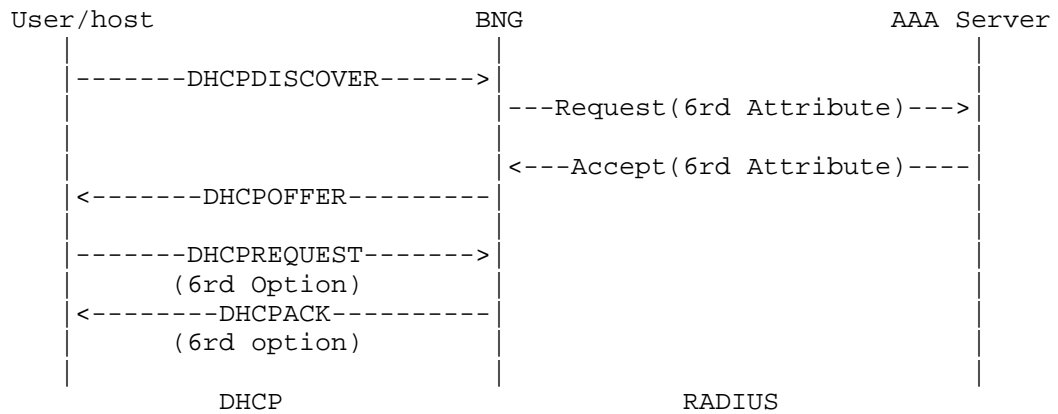 User/host BNG AAA Server
|-------DHCPDISCOVER------>|
|---Request(6rd Attribute)--->|
|<---Accept(6rd Attribute)----|
|<-------DHCPOFFER---------|
|-------DHCPREQUEST------->|
(6rd Option)
|<--------DHCPACK----------|
(6rd option)
DHCP RADIUS